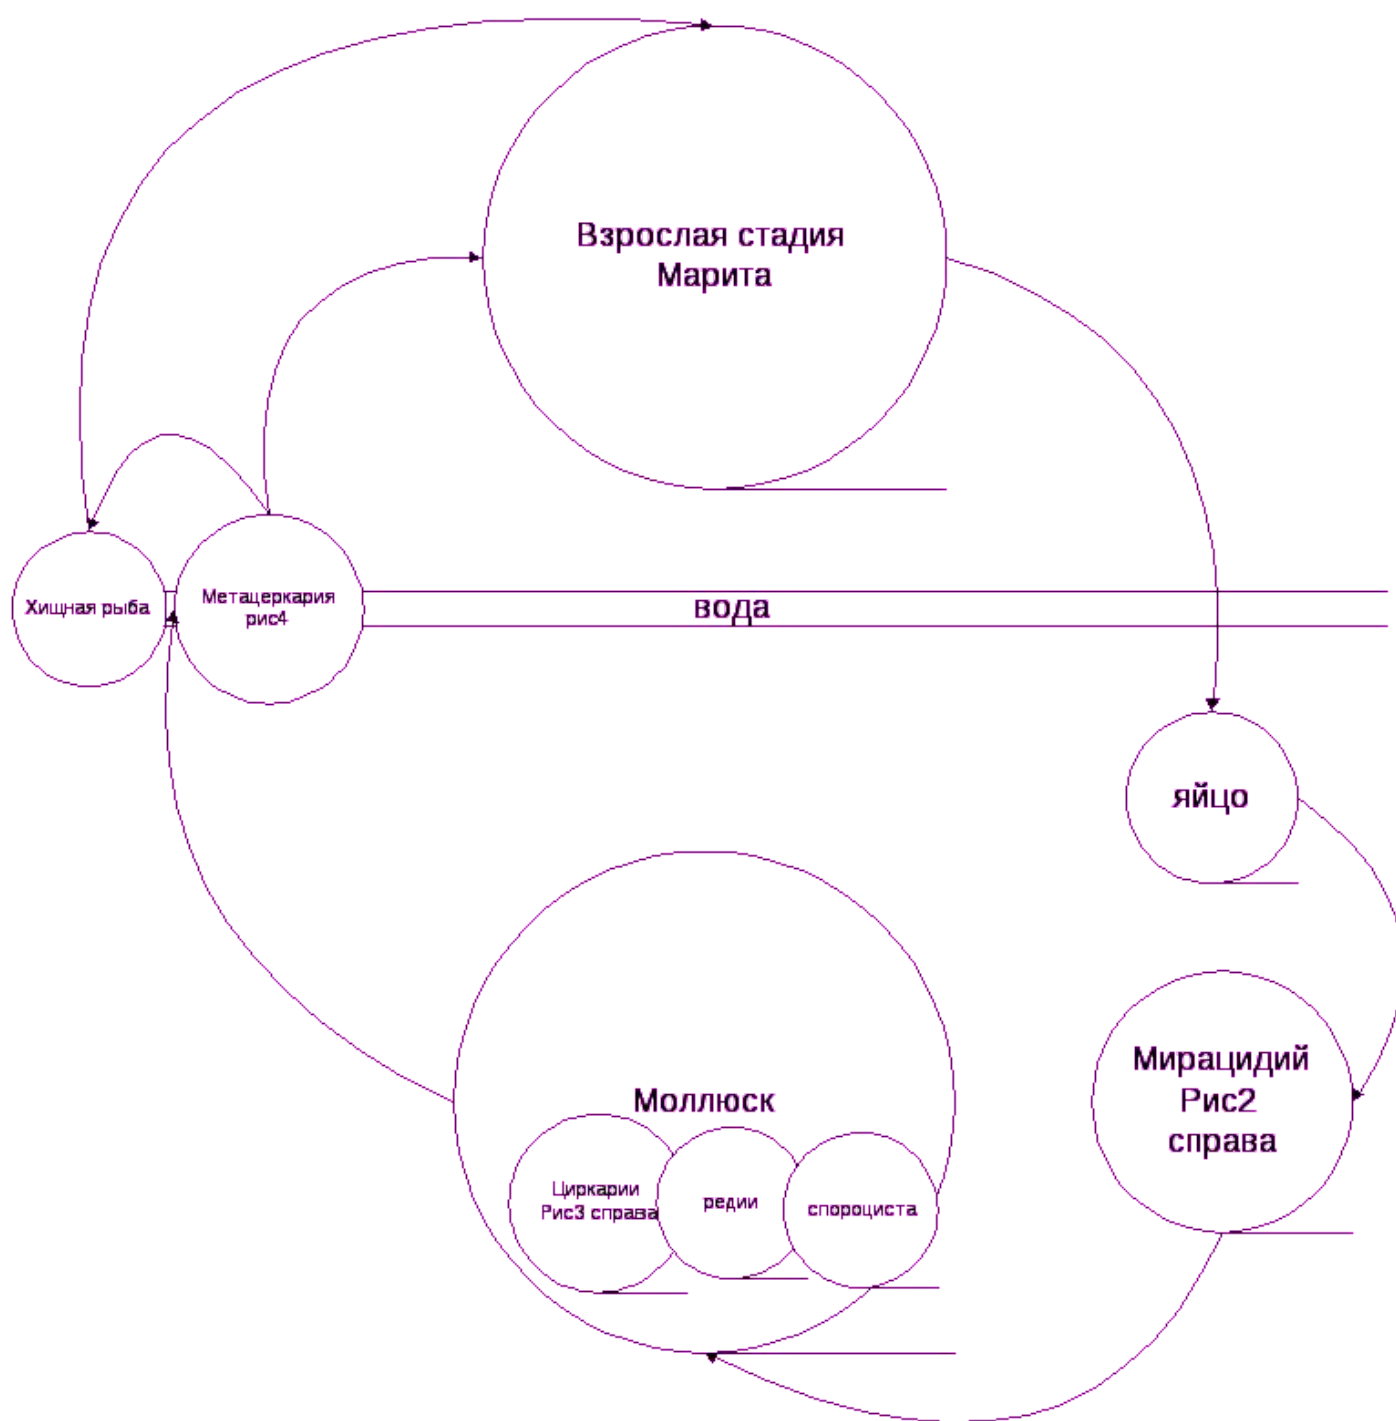 Взрослая стадия
Марита
Хищная рыба
Метацеркария
рис4
вода
яйцо
Моллюск
Циркарии
Рис3 справа
редии
спороциста
Мирацидий
Рис2
справа